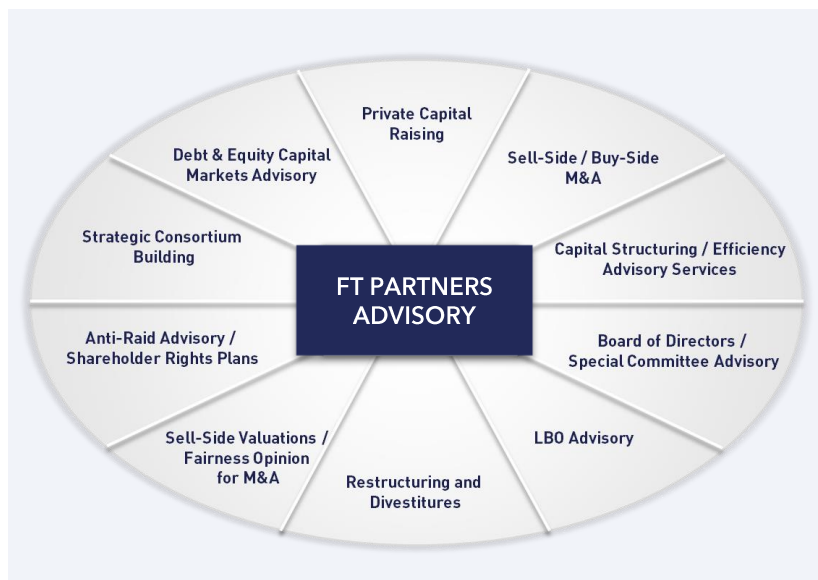 Private Capital
Raising
Debt & Equity Capital
Markets Advisory
Sell-Side / Buy-Side
M&A
Strategic Consortium
Building
Capital Structuring / Efficiency
Advisory Services
FT PARTNERS
ADVISORY
Anti-Raid Advisory /
Shareholder Rights Plans
Board of Directors /
Special Committee Advisory
Sell-Side Valuations /
Fairness Opinion
for M&A
LBO Advisory
Restructuring and
Divestitures